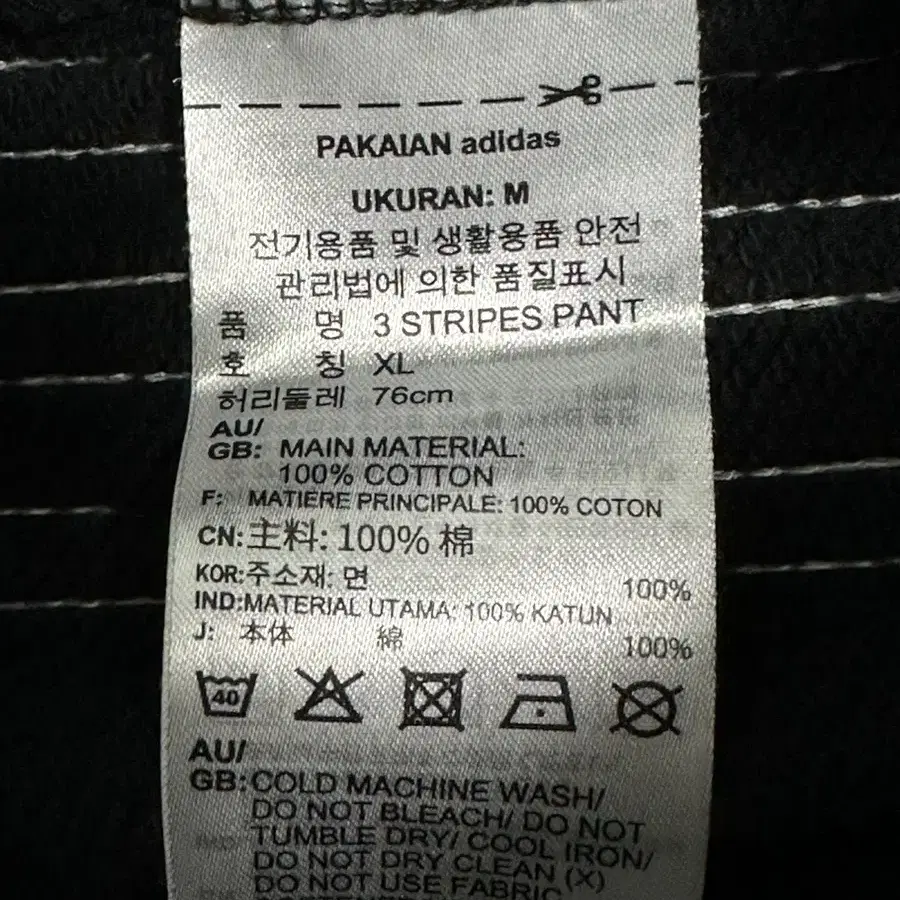 PAKAIAN adidas
UKURAN: M
전기용품 및 생활용품 안전
관리법에 의한 품질표시
품 명 3 STRIPES PANT
호 칭 XL
허리둘레 76cm
AU/
GB: MAIN MATERIAL:
100% COTTON
F: MATIERE PRINCIPALE: 100% COTON
CN:主料: 100% 棉
KOR:주소재: 면 100%
IND:MATERIAL UTAMA: 100% KATUN
J: 本体 綿 100%
40
AU/
GB:COLD MACHINE WASH/
DO NOT BLEACH/ DO NOT
TUMBLE DRY/ COOL IRON/
DO NOT DRY CLEAN (X)
DO NOT USE FABRIC